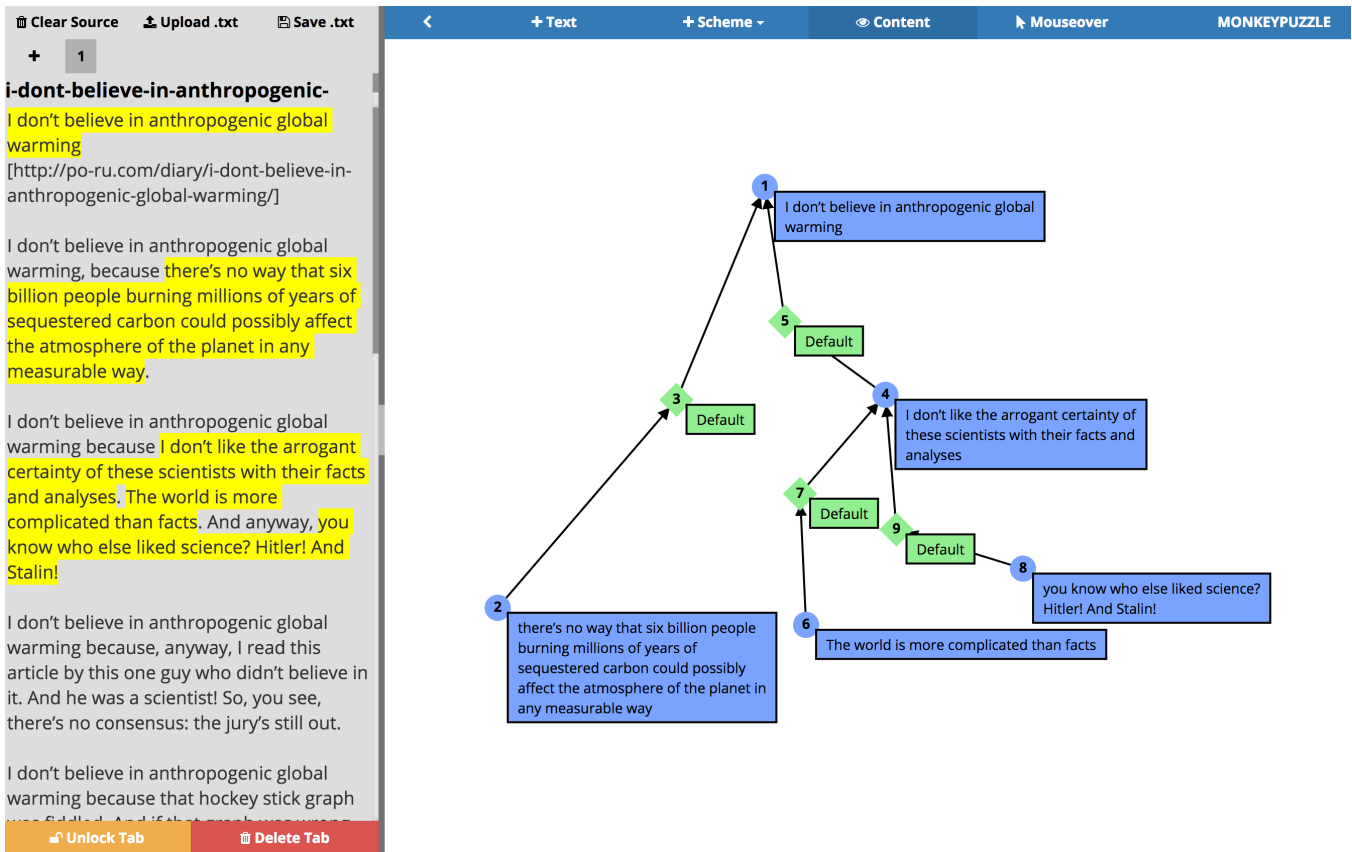 Clear Source Upload .txt Save .txt
+ Text + Scheme Content Mouseover MONKEYPUZZLE
+ 1
i-dont-believe-in-anthropogenic-
I don’t believe in anthropogenic global
warming
[http://po-ru.com/diary/i-dont-believe-in-
anthropogenic-global-warming/]
I don’t believe in anthropogenic global
warming, because there’s no way that six
billion people burning millions of years of
sequestered carbon could possibly affect
the atmosphere of the planet in any
measurable way.
I don’t believe in anthropogenic global
warming because I don’t like the arrogant
certainty of these scientists with their facts
and analyses. The world is more
complicated than facts. And anyway, you
know who else liked science? Hitler! And
Stalin!
I don’t believe in anthropogenic global
warming because, anyway, I read this
article by this one guy who didn’t believe in
it. And he was a scientist! So, you see,
there’s no consensus: the jury’s still out.
I don’t believe in anthropogenic global
warming because that hockey stick graph
was fiddled. And if that graph was wrong
Unlock Tab Delete Tab
1
I don’t believe in anthropogenic global
warming
5
Default
3
Default
4
I don’t like the arrogant certainty of
these scientists with their facts and
analyses
7
Default
9
Default
8
you know who else liked science?
Hitler! And Stalin!
2
there’s no way that six billion people
burning millions of years of
sequestered carbon could possibly
affect the atmosphere of the planet in
any measurable way
6
The world is more complicated than facts